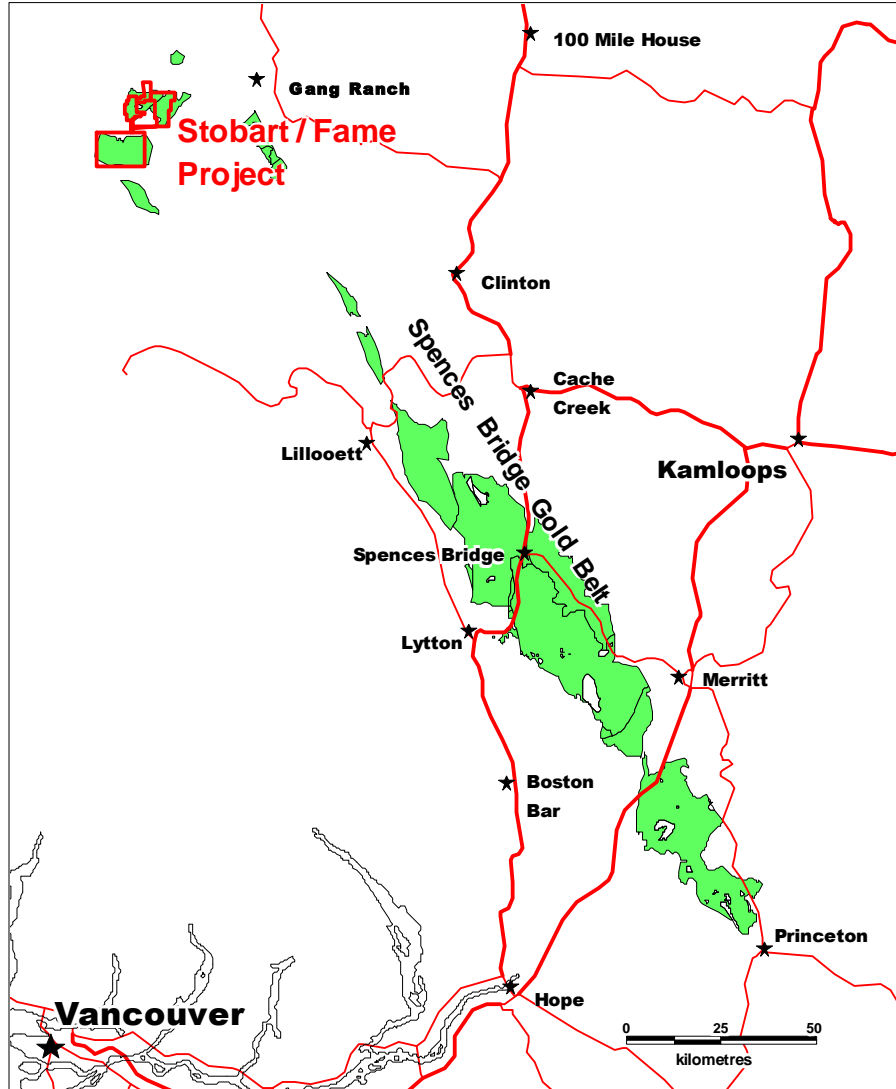 100 Mile House
Gang Ranch
Stobart / Fame
Project
Clinton
Spences Bridge Gold Belt
Cache
Creek
Lillooett
Kamloops
Spences Bridge
Lytton
Merritt
Boston
Bar
Princeton
Hope
Vancouver
0 25 50
kilometres